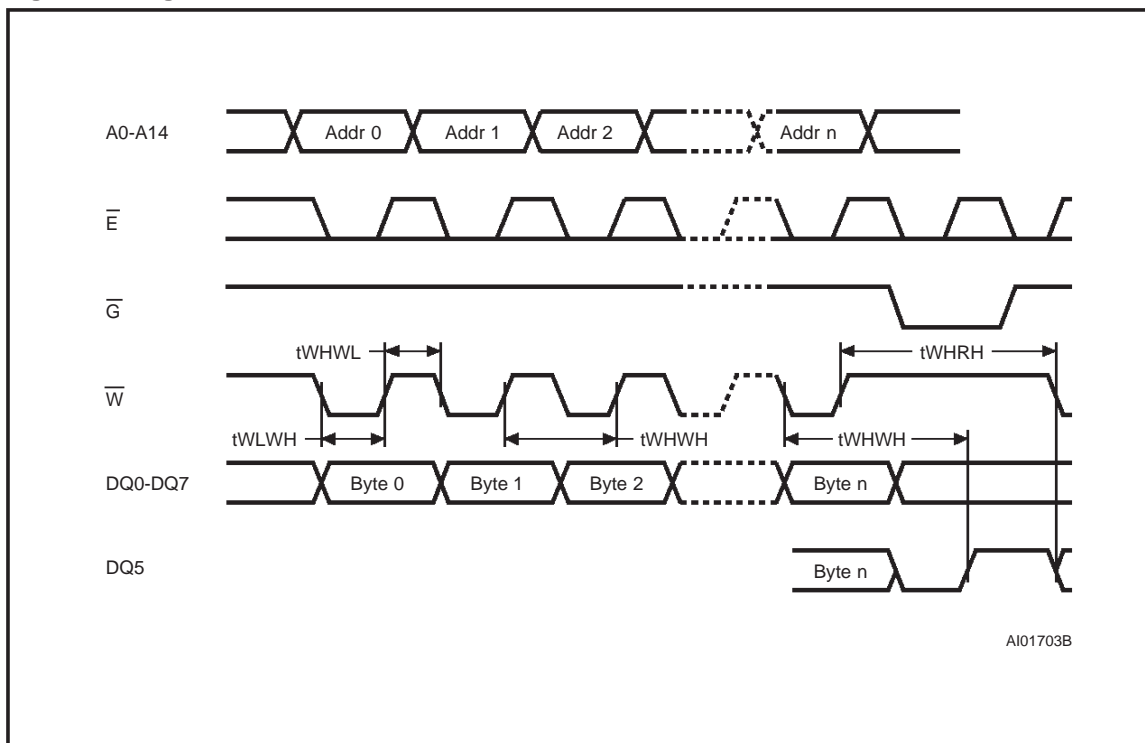 A0-A14
Addr 0 Addr 1 Addr 2 Addr n
E
G
tWHWL tWHRH
W
tWLWH tWHWH tWHWH
DQ0-DQ7
Byte 0 Byte 1 Byte 2 Byte n
DQ5
Byte n
AI01703B